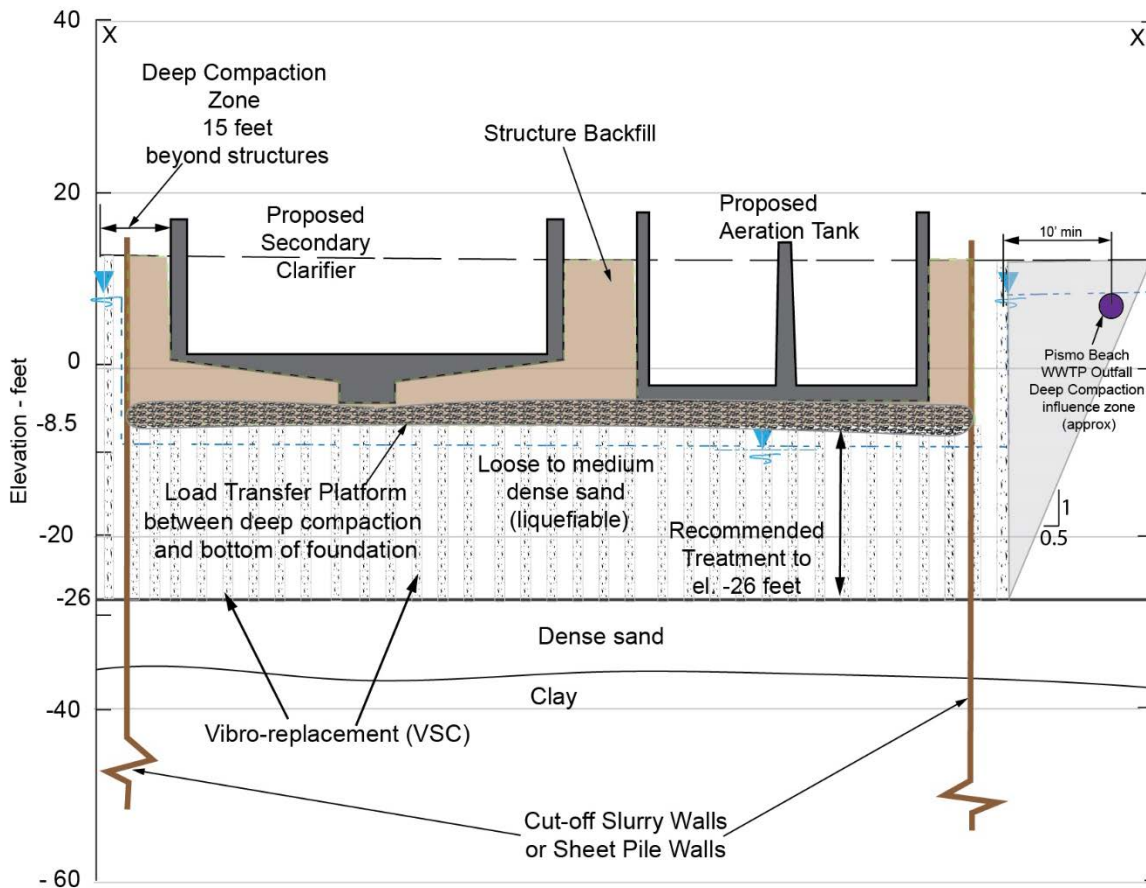 40
X
X
Deep Compaction
Zone
15 feet
beyond structures
Structure Backfill
20
Proposed
Secondary
Clarifier
Proposed
Aeration Tank
10' min
Elevation - feet
0
Pismo Beach
WWTP Outfall
Deep Compaction
influence zone
(approx)
-8.5
Loose to medium
dense sand
(liquefiable)
Load Transfer Platform
between deep compaction
and bottom of foundation
Recommended
Treatment to
el. -26 feet
1
0.5
-20
-26
Dense sand
Clay
-40
Vibro-replacement (VSC)
Cut-off Slurry Walls
or Sheet Pile Walls
- 60